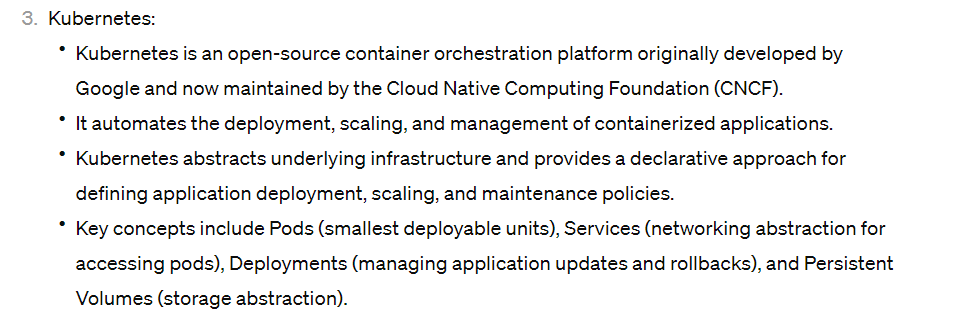 3. Kubernetes:
• Kubernetes is an open-source container orchestration platform originally developed by
Google and now maintained by the Cloud Native Computing Foundation (CNCF).
• It automates the deployment, scaling, and management of containerized applications.
• Kubernetes abstracts underlying infrastructure and provides a declarative approach for
defining application deployment, scaling, and maintenance policies.
• Key concepts include Pods (smallest deployable units), Services (networking abstraction for
accessing pods), Deployments (managing application updates and rollbacks), and Persistent
Volumes (storage abstraction).